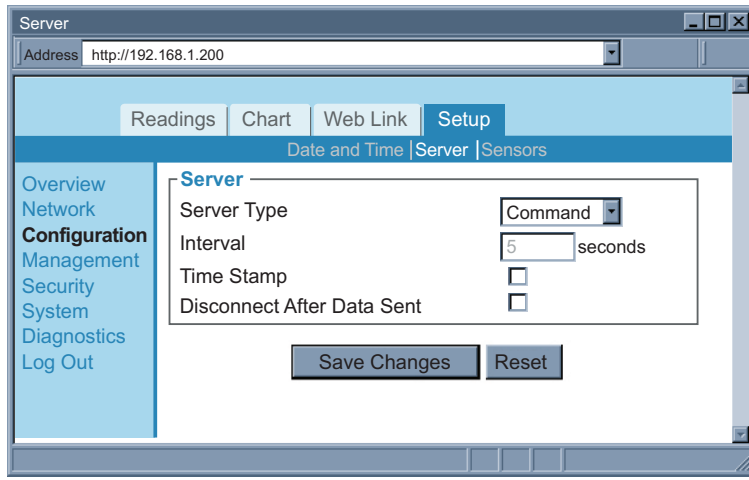 Server
Address http://192.168.1.200
Readings Chart Web Link Setup
Date and Time |Server |Sensors
Overview
Network
Configuration
Management
Security
System
Diagnostics
Log Out
Server
Server Type Command
Interval 5 seconds
Time Stamp
Disconnect After Data Sent
Save Changes Reset